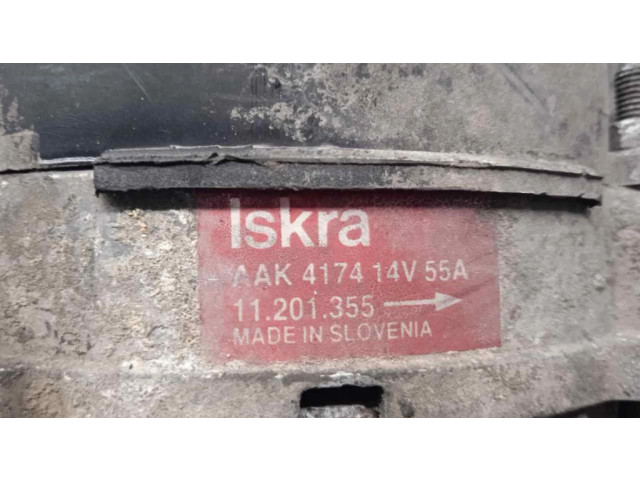 Iskra
AAK 4174 14V 55A
11.201.355
MADE IN SLOVENIA